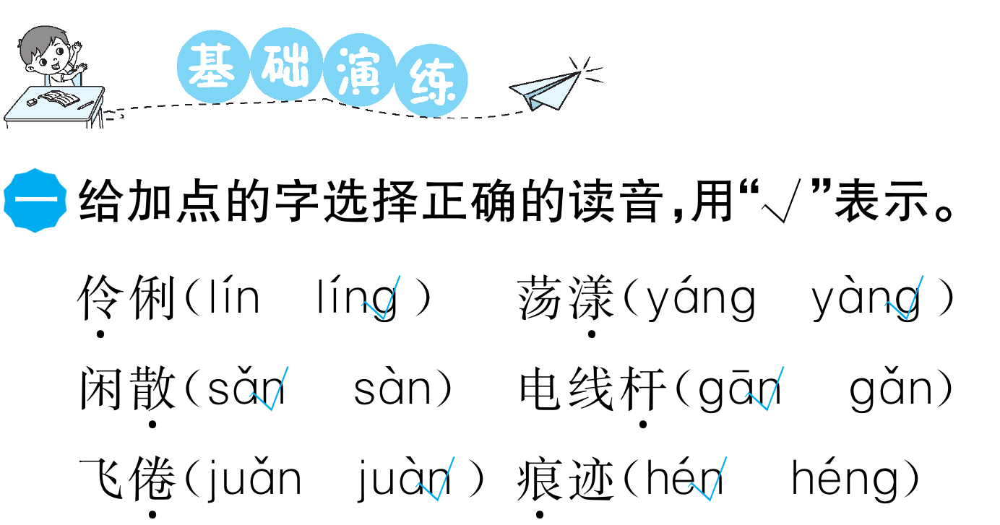 基础演练
一 给加点的字选择正确的读音,用“√”表示。
伶俐(lín líng√) 荡漾(yáng yàng√)
闲散(sǎn√ sàn) 电线杆(gān√ gǎn)
飞倦(juǎn juàn√) 痕迹(hén√ héng)